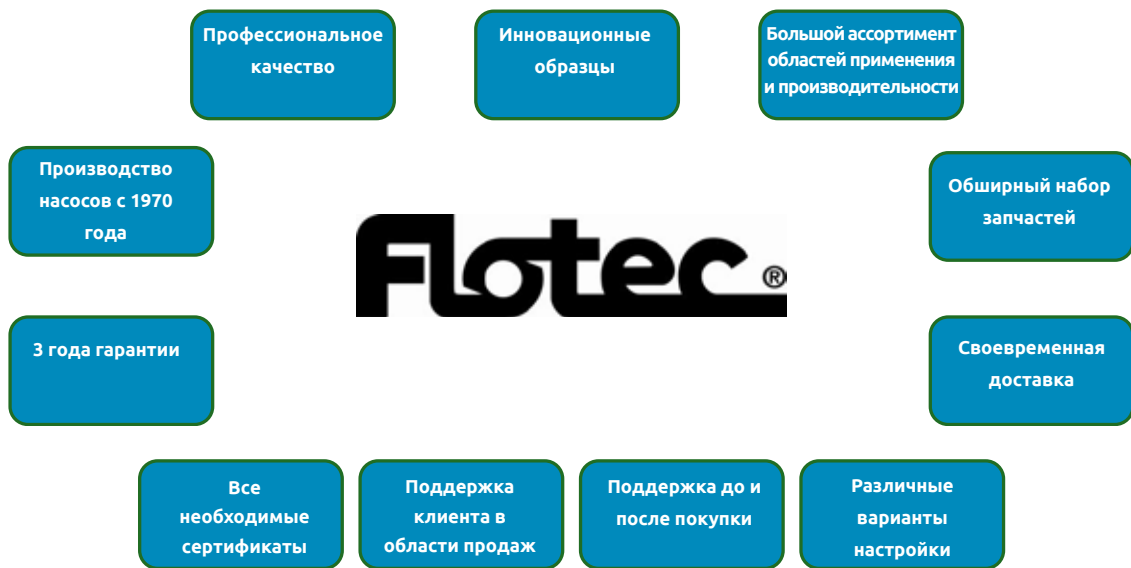 Профессиональное
качество
Инновационные
образцы
Большой ассортимент
областей применения
и производительности
Производство
насосов с 1970
года
Обширный набор
запчастей
Flotec®
3 года гарантии
Своевременная
доставка
Все
необходимые
сертификаты
Поддержка
клиента в
области продаж
Поддержка до и
после покупки
Различные
варианты
настройки